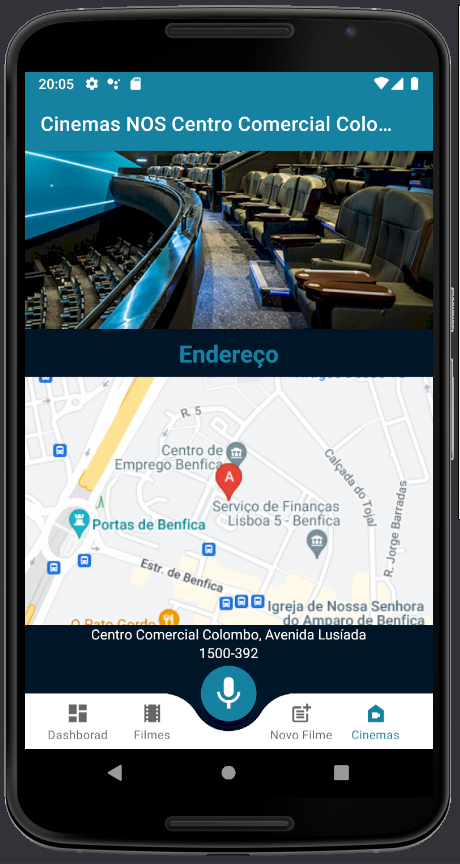 20:05
Cinemas NOS Centro Comercial Colo...
Endereço
R. 5
Centro de
Emprego Benfica
A
Calçada do Tojal
R. Jorge Barradas
Serviço de Finanças
Lisboa 5 - Benfica
Portas de Benfica
Estr. de Benfica
Igreja de Nossa Senhora
do Amparo de Benfica
O Pato Gordo
Centro Comercial Colombo, Avenida Lusíada
1500-392
Dashborad
Filmes
Novo Filme
Cinemas